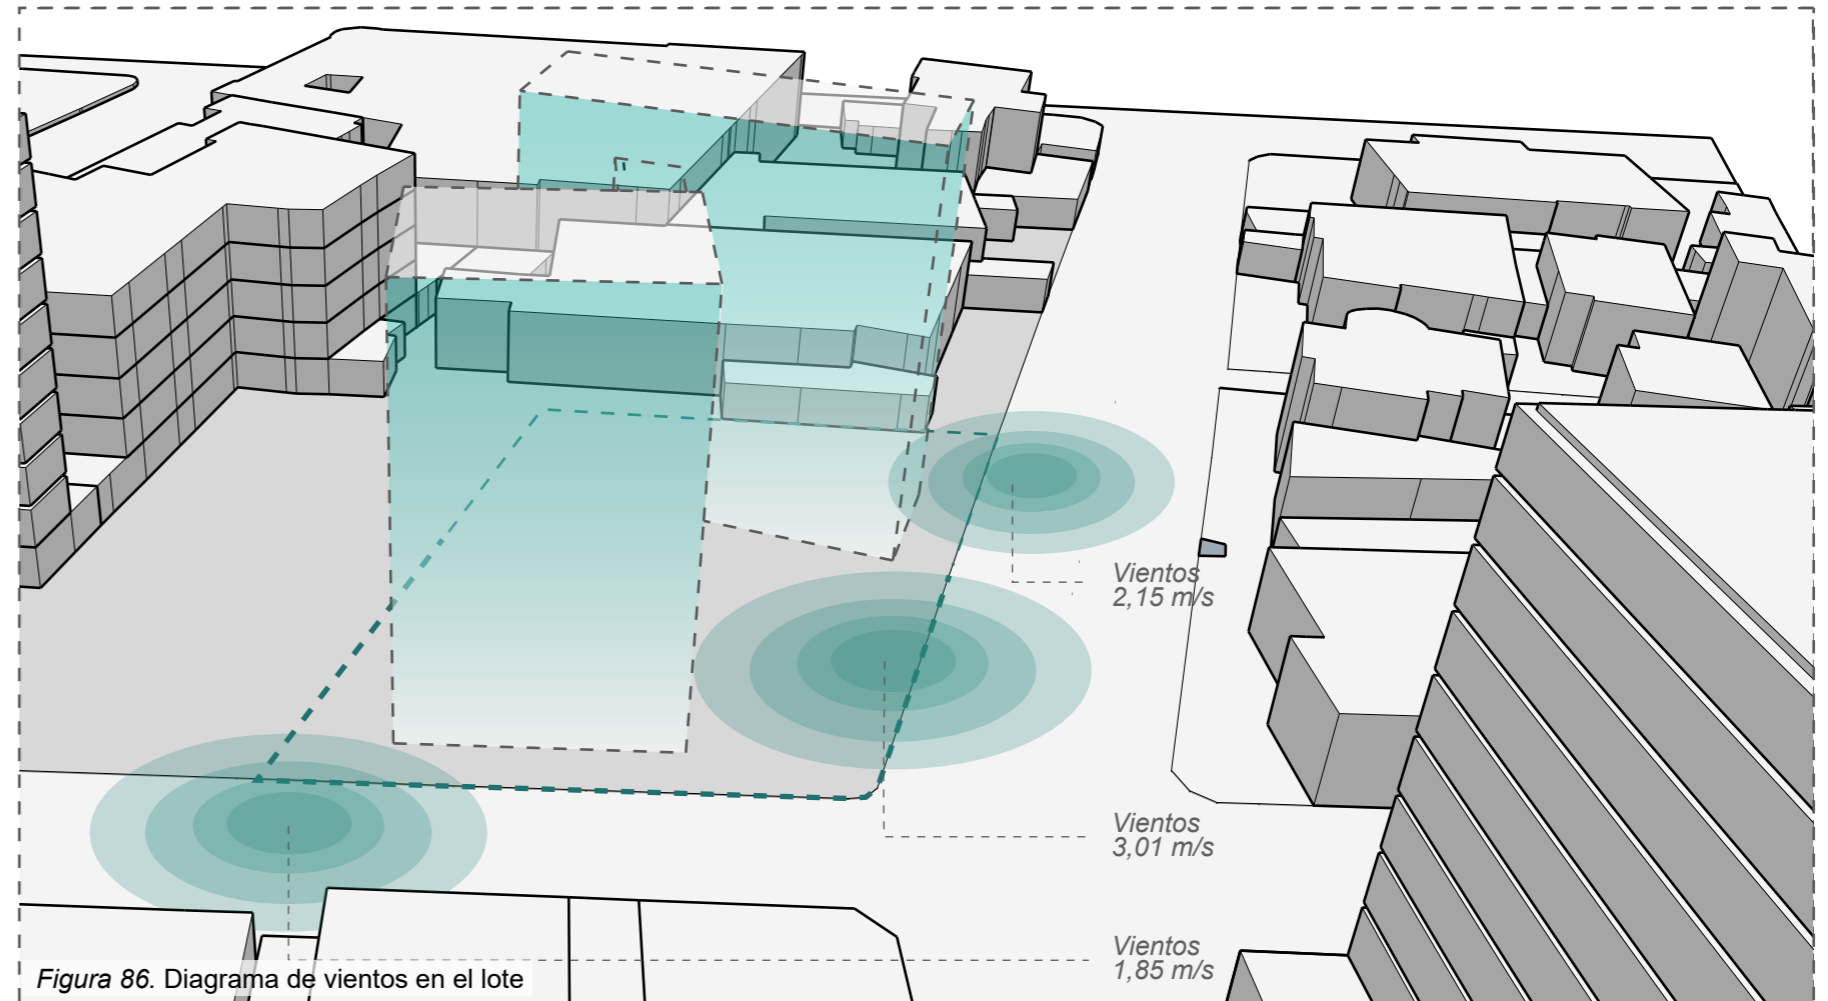 Vientos
2,15 m/s
Vientos
3,01 m/s
Vientos
1,85 m/s
Figura 86. Diagrama de vientos en el lote